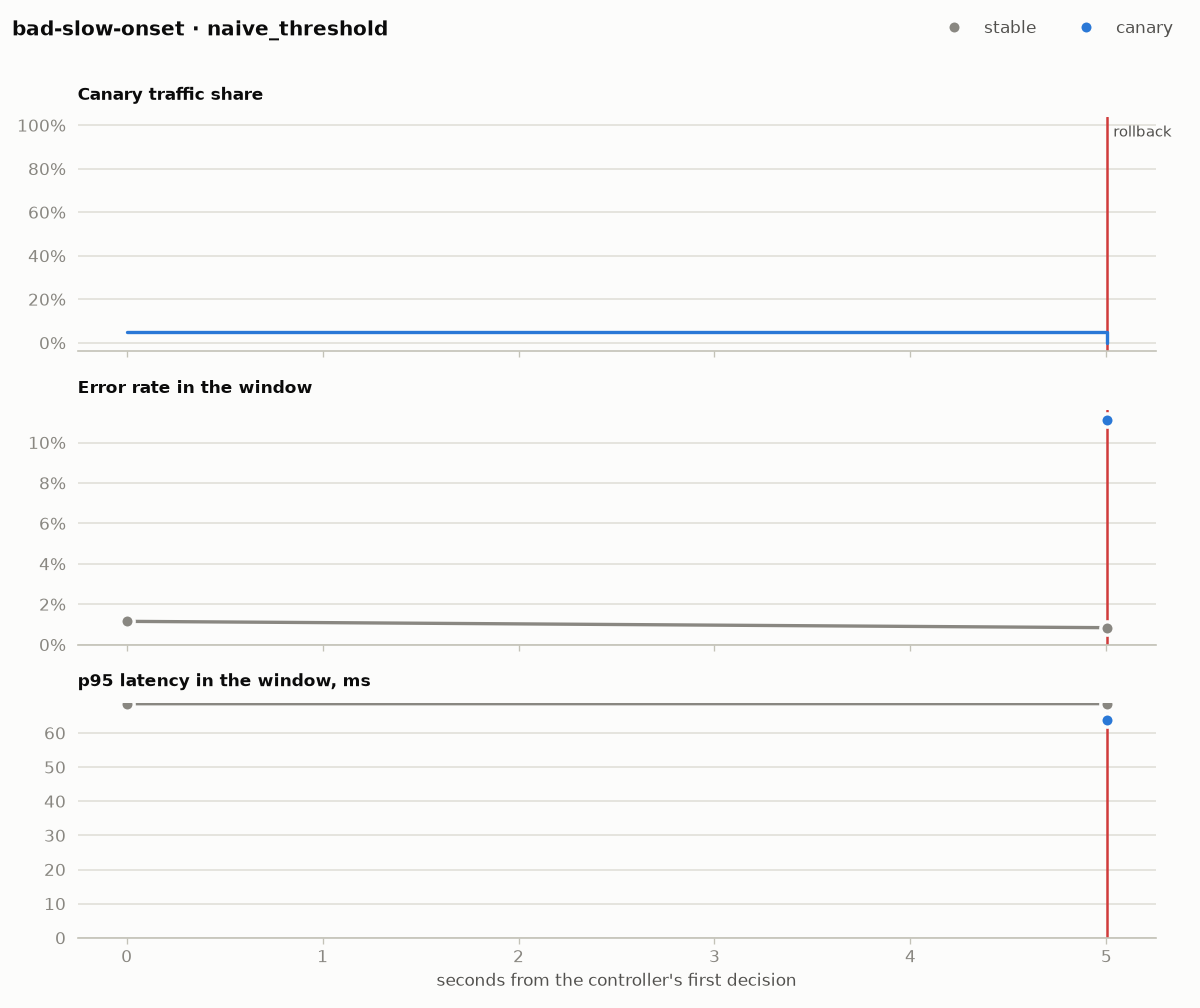 bad-slow-onset · naive_threshold
stable
canary
Canary traffic share
100%
rollback
80%
60%
40%
20%
0%
Error rate in the window
10%
8%
6%
4%
2%
0%
p95 latency in the window, ms
60
50
40
30
20
10
0
0 1 2 3 4 5
seconds from the controller's first decision